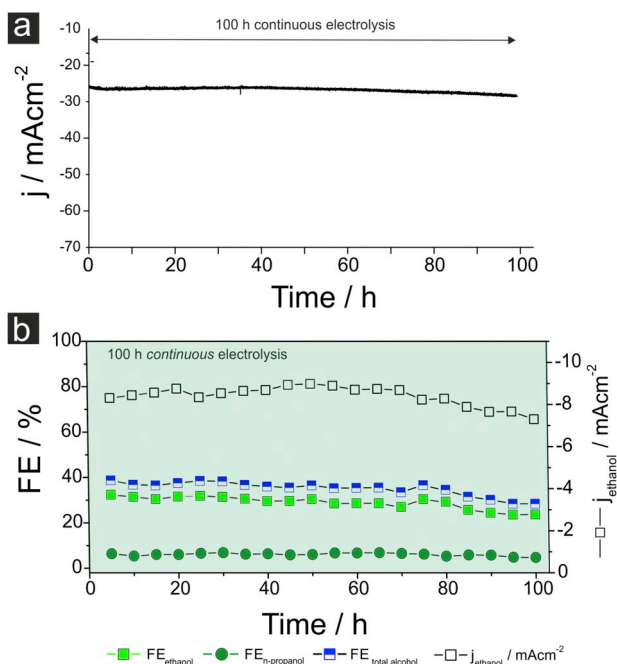 a
100 h continuous electrolysis
-10
-20
-30
-40
-50
-60
-70
j / mAcm-2
0 20 40 60 80 100
Time / h
b
100 h continuous electrolysis
100
80
60
40
20
0
FE / %
-10
-8
-6
-4
-2
0
—□— jethanol / mAcm-2
0 20 40 60 80 100
Time / h
FEethanol FEn-propanol FEtotal alcohol jethanol / mAcm-2